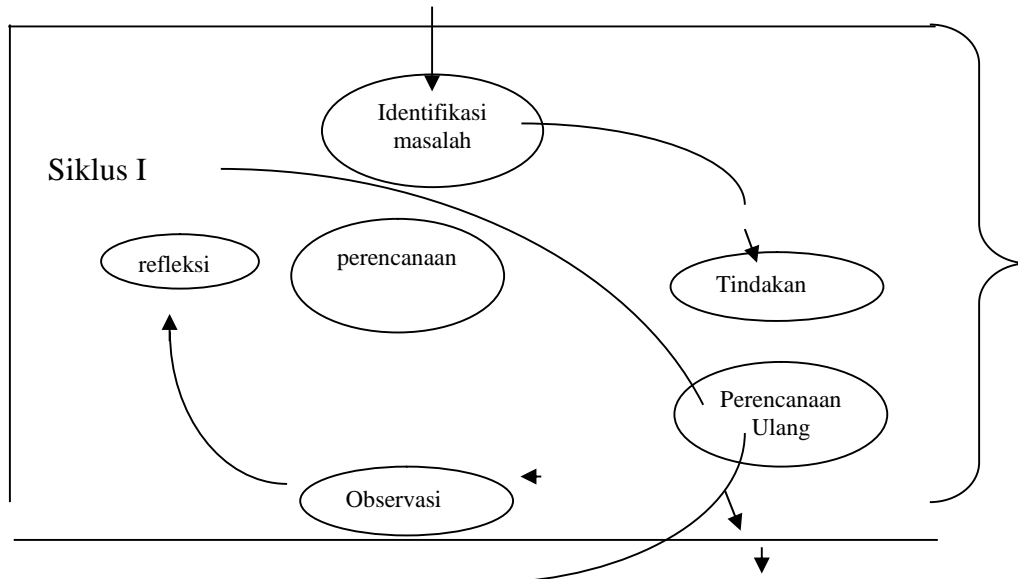 Identifikasi
masalah
Siklus I
refleksi
perencanaan
Tindakan
Perencanaan
Ulang
Observasi